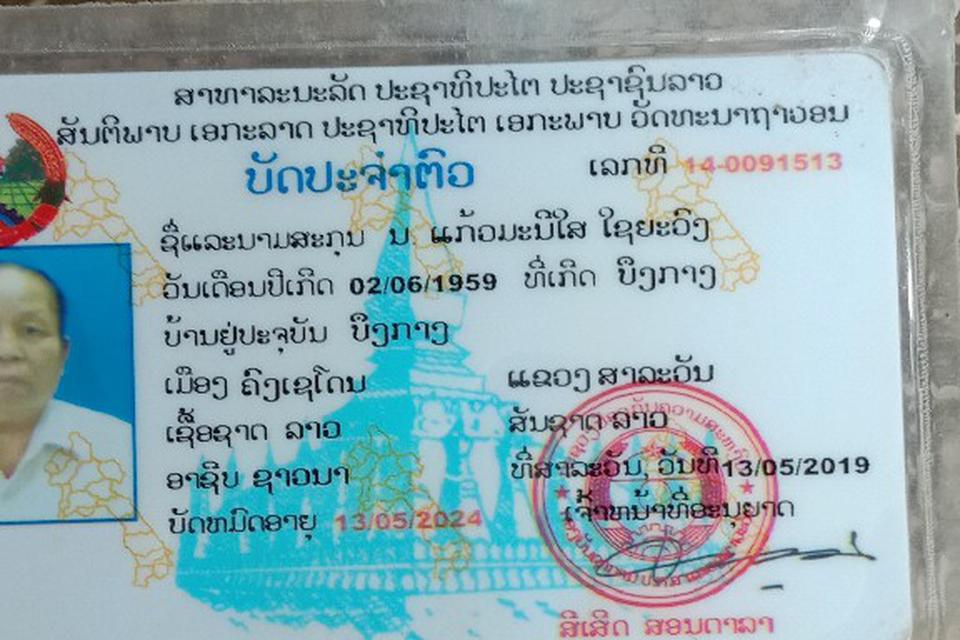 ສາທາລະນະລັດ ປະຊາທິປະໄຕ ປະຊາຊົນລາວ
ສັນຕິພາບ ເອກະລາດ ປະຊາທິປະໄຕ ເອກະພາບ ວັດທະນາຖາວອນ
ບັດປະຈຳຕົວ ເລກທີ 14-0091513
ຊື່ແລະນາມສະກຸນ ນ ແກ້ວມະນີໃສ ໃຊຍະວົງ
ວັນເດືອນປີເກີດ 02/06/1959 ທີ່ເກີດ ບຶງກາງ
ບ້ານຢູ່ປະຈຸບັນ ບຶງກາງ
ເມືອງ ຄົງເຊໂດນ ແຂວງ ສາລະວັນ
ເຊື້ອຊາດ ລາວ ສັນຊາດ ລາວ
ອາຊີບ ຊາວນາ ທີ່ສາລະວັນ, ວັນທີ 13/05/2019
ບັດຫມົດອາຍຸ 13/05/2024 ເຈົ້າຫນ້າທີ່ອະນຸຍາດ
ສີເສີດ ສອນດາລາ